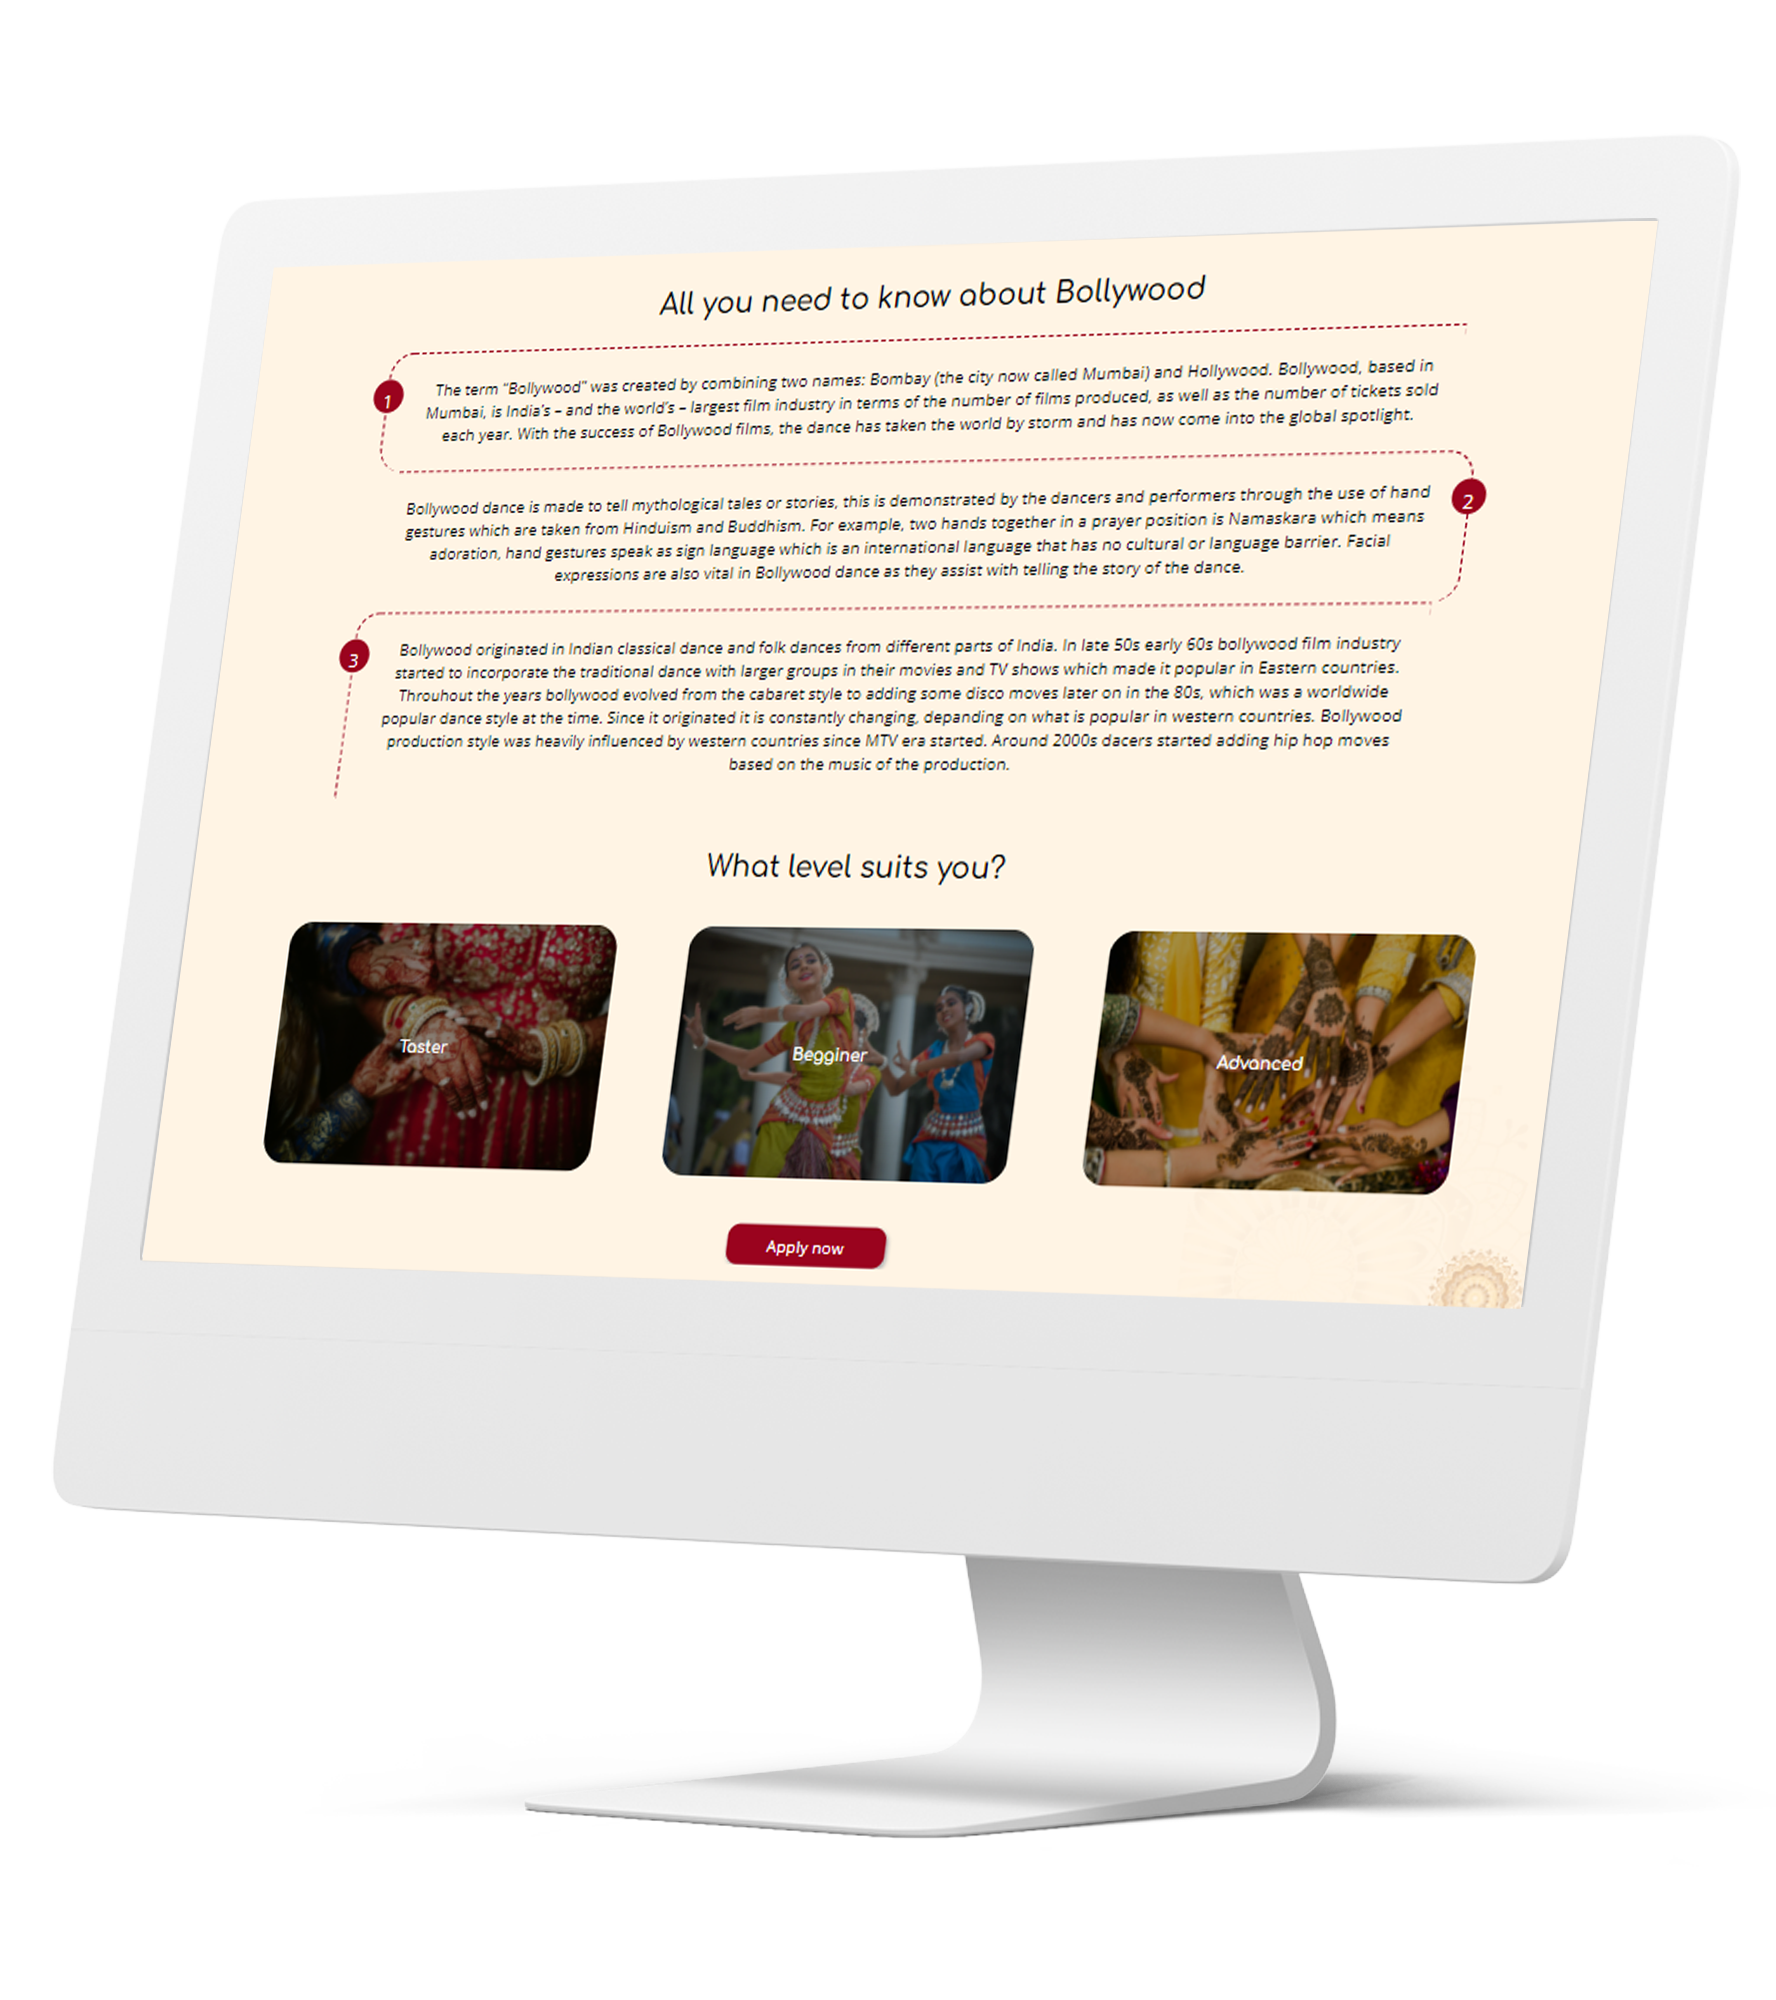 All you need to know about Bollywood
1
The term “Bollywood” was created by combining two names: Bombay (the city now called Mumbai) and Hollywood. Bollywood, based in
Mumbai, is India’s – and the world’s – largest film industry in terms of the number of films produced, as well as the number of tickets sold
each year. With the success of Bollywood films, the dance has taken the world by storm and has now come into the global spotlight.
2
Bollywood dance is made to tell mythological tales or stories, this is demonstrated by the dancers and performers through the use of hand
gestures which are taken from Hinduism and Buddhism. For example, two hands together in a prayer position is Namaskara which means
adoration, hand gestures speak as sign language which is an international language that has no cultural or language barrier. Facial
expressions are also vital in Bollywood dance as they assist with telling the story of the dance.
3
Bollywood originated in Indian classical dance and folk dances from different parts of India. In late 50s early 60s bollywood film industry
started to incorporate the traditional dance with larger groups in their movies and TV shows which made it popular in Eastern countries.
Throuhout the years bollywood evolved from the cabaret style to adding some disco moves later on in the 80s, which was a worldwide
popular dance style at the time. Since it originated it is constantly changing, depanding on what is popular in western countries. Bollywood
production style was heavily influenced by western countries since MTV era started. Around 2000s dacers started adding hip hop moves
based on the music of the production.
What level suits you?
Taster
Begginer
Advanced
Apply now